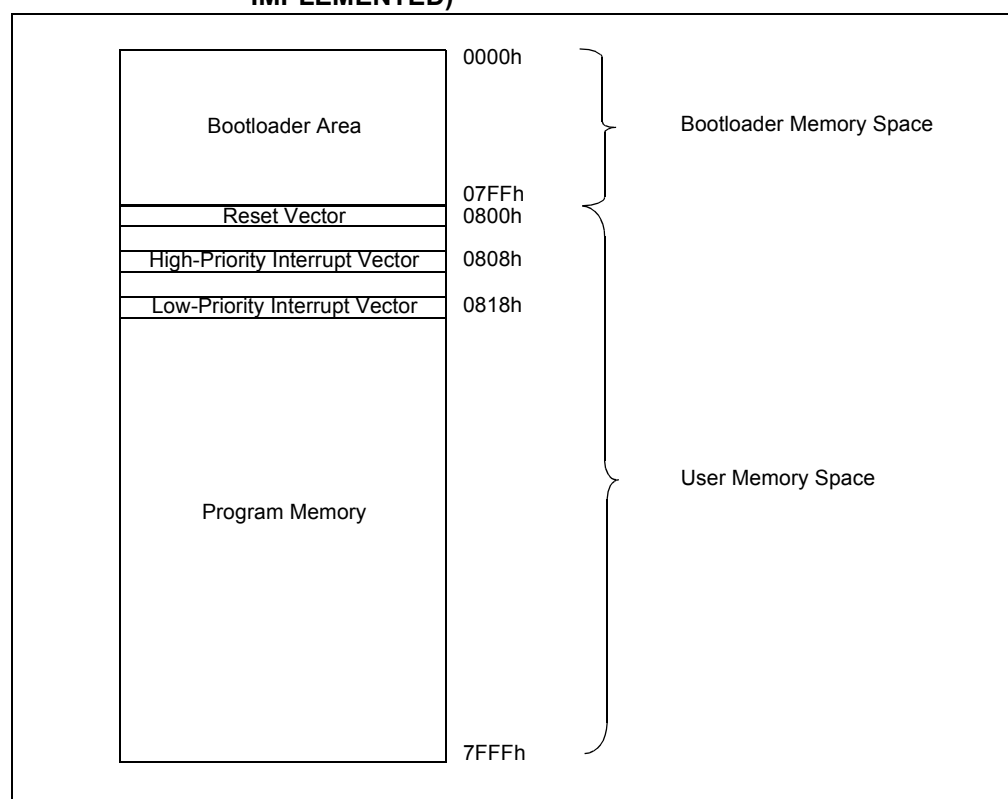 IMPLEMENTED)
0000h
Bootloader Area
Bootloader Memory Space
07FFh
Reset Vector 0800h
High-Priority Interrupt Vector 0808h
Low-Priority Interrupt Vector 0818h
User Memory Space
Program Memory
7FFFh